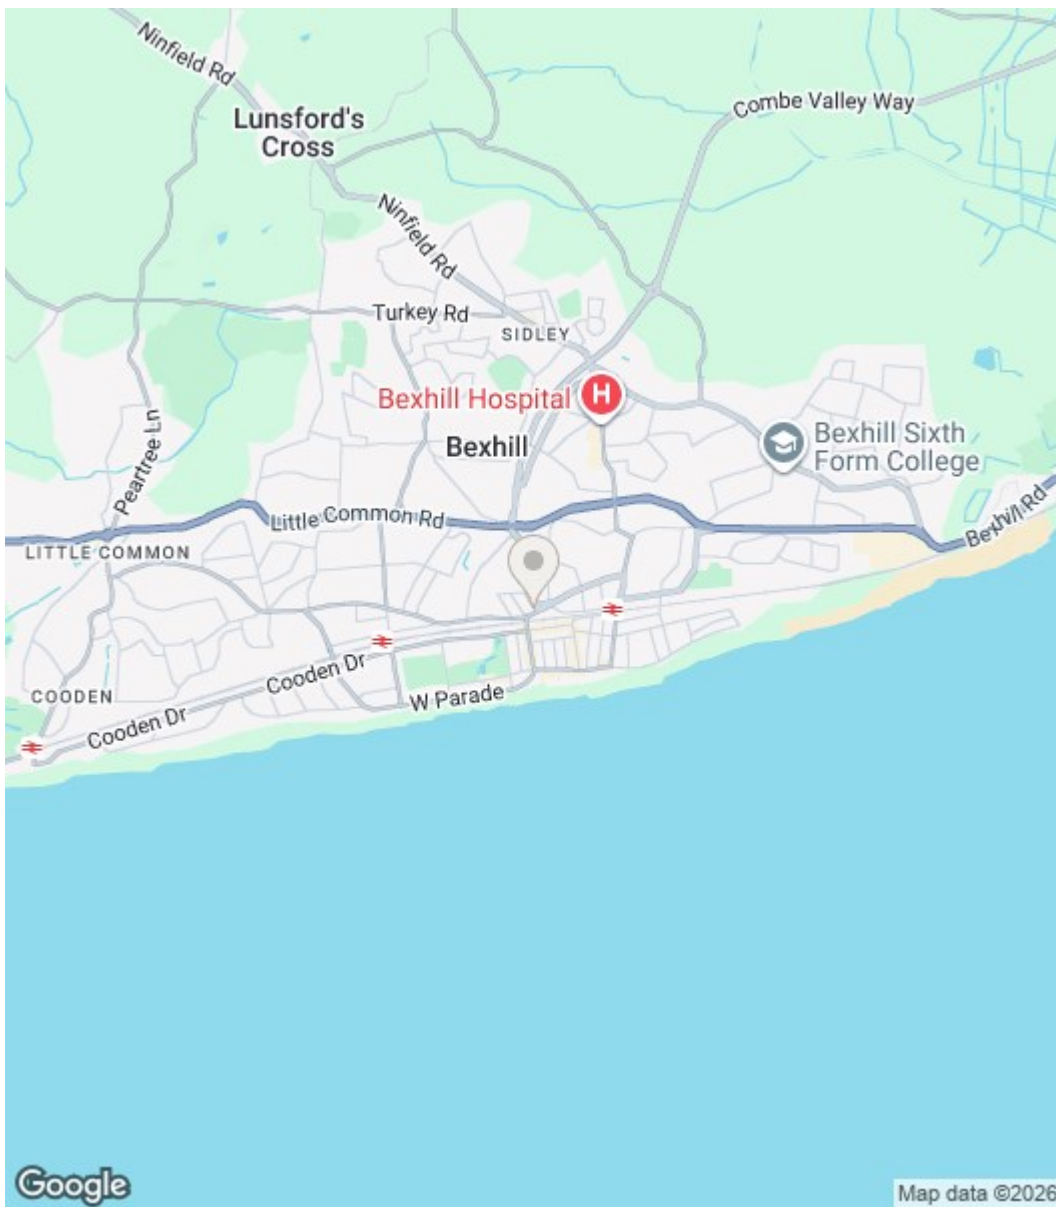 Ninfield Rd
Combe Valley Way
Lunsford's
Cross
Ninfield Rd
Turkey Rd
SIDLEY
Bexhill Hospital
H
Peartree Ln
Bexhill
Bexhill Sixth
Form College
Little Common Rd
Bexhill Rd
LITTLE COMMON
COODEN
Cooden Dr
W Parade
Cooden Dr
Google
Map data ©2026